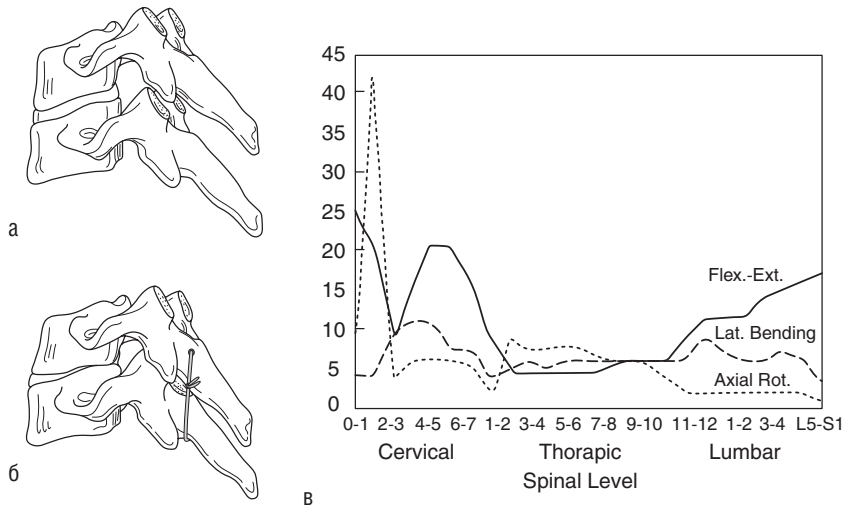 а
б
45
40
35
30
25
20
15
10
5
0
Flex.-Ext.
Lat. Bending
Axial Rot.
0-1 2-3 4-5 6-7 1-2 3-4 5-6 7-8 9-10 11-12 1-2 3-4 L5-S1
Cervical Thorapic Lumbar
Spinal Level
в